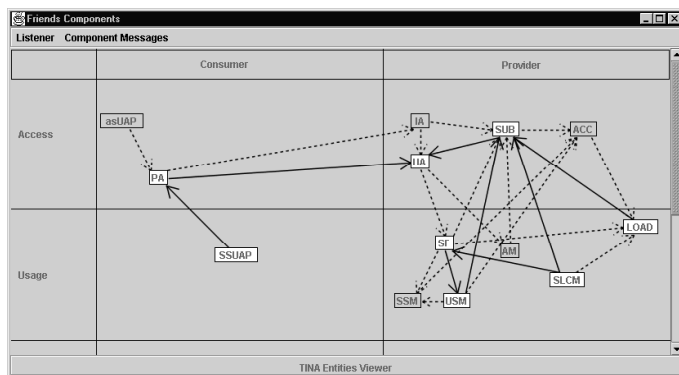 Friends Components
Listener Component Messages
Consumer Provider
Access
asUAP IA SUB ACC
PA UA
Usage
SF LOAD
SSUAP AM
SLCM
SSM USM
TINA Entities Viewer